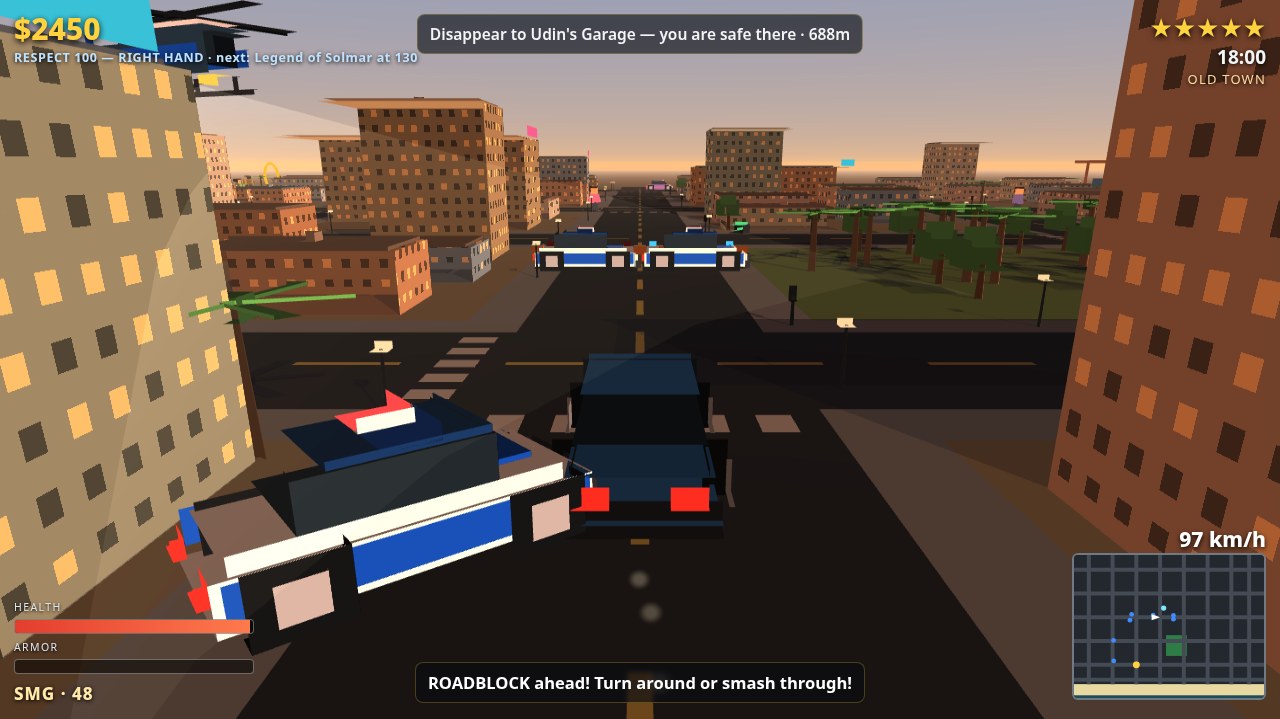 $2450
RESPECT 100 — RIGHT HAND · next: Legend of Solmar at 130
Disappear to Udin's Garage — you are safe there · 688m
★★★★★
18:00
OLD TOWN
97 km/h
HEALTH
ARMOR
SMG · 48
ROADBLOCK ahead! Turn around or smash through!